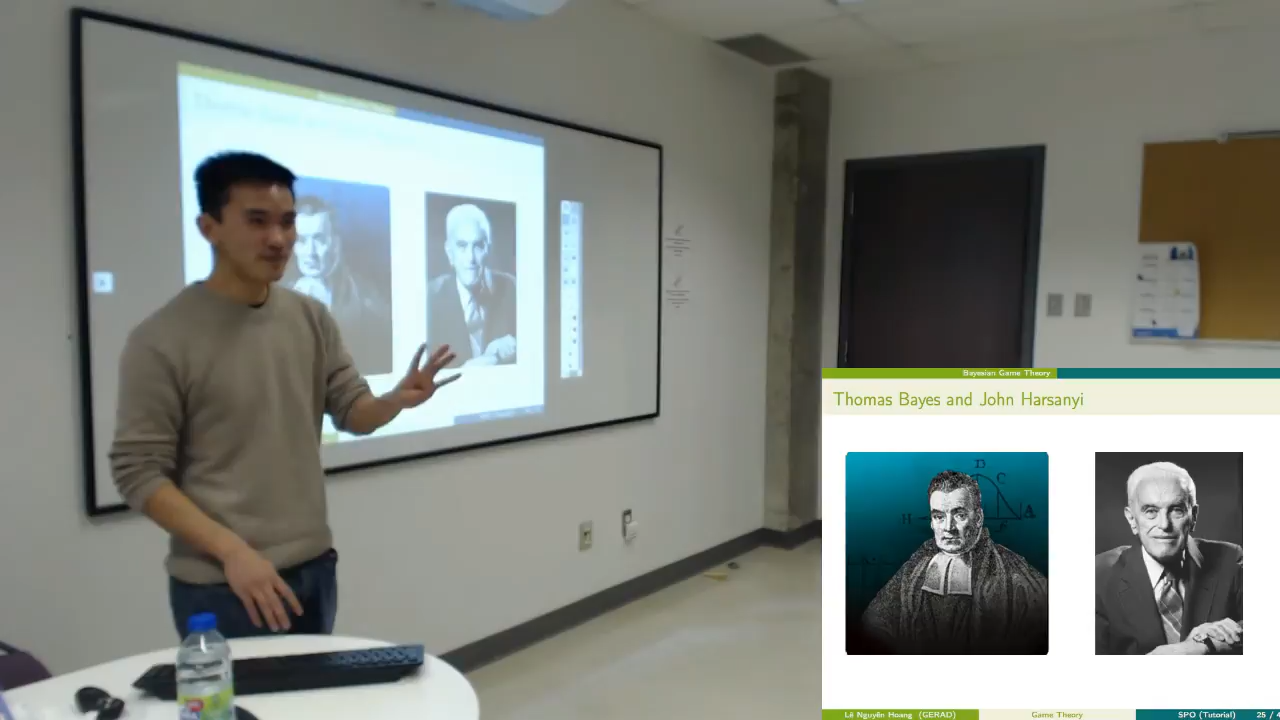 Bayesian Game Theory
Thomas Bayes and John Harsanyi
B
C
H
A
Lê Nguyên Hoang (GERAD)
Game Theory
SPO (Tutorial)
25 /